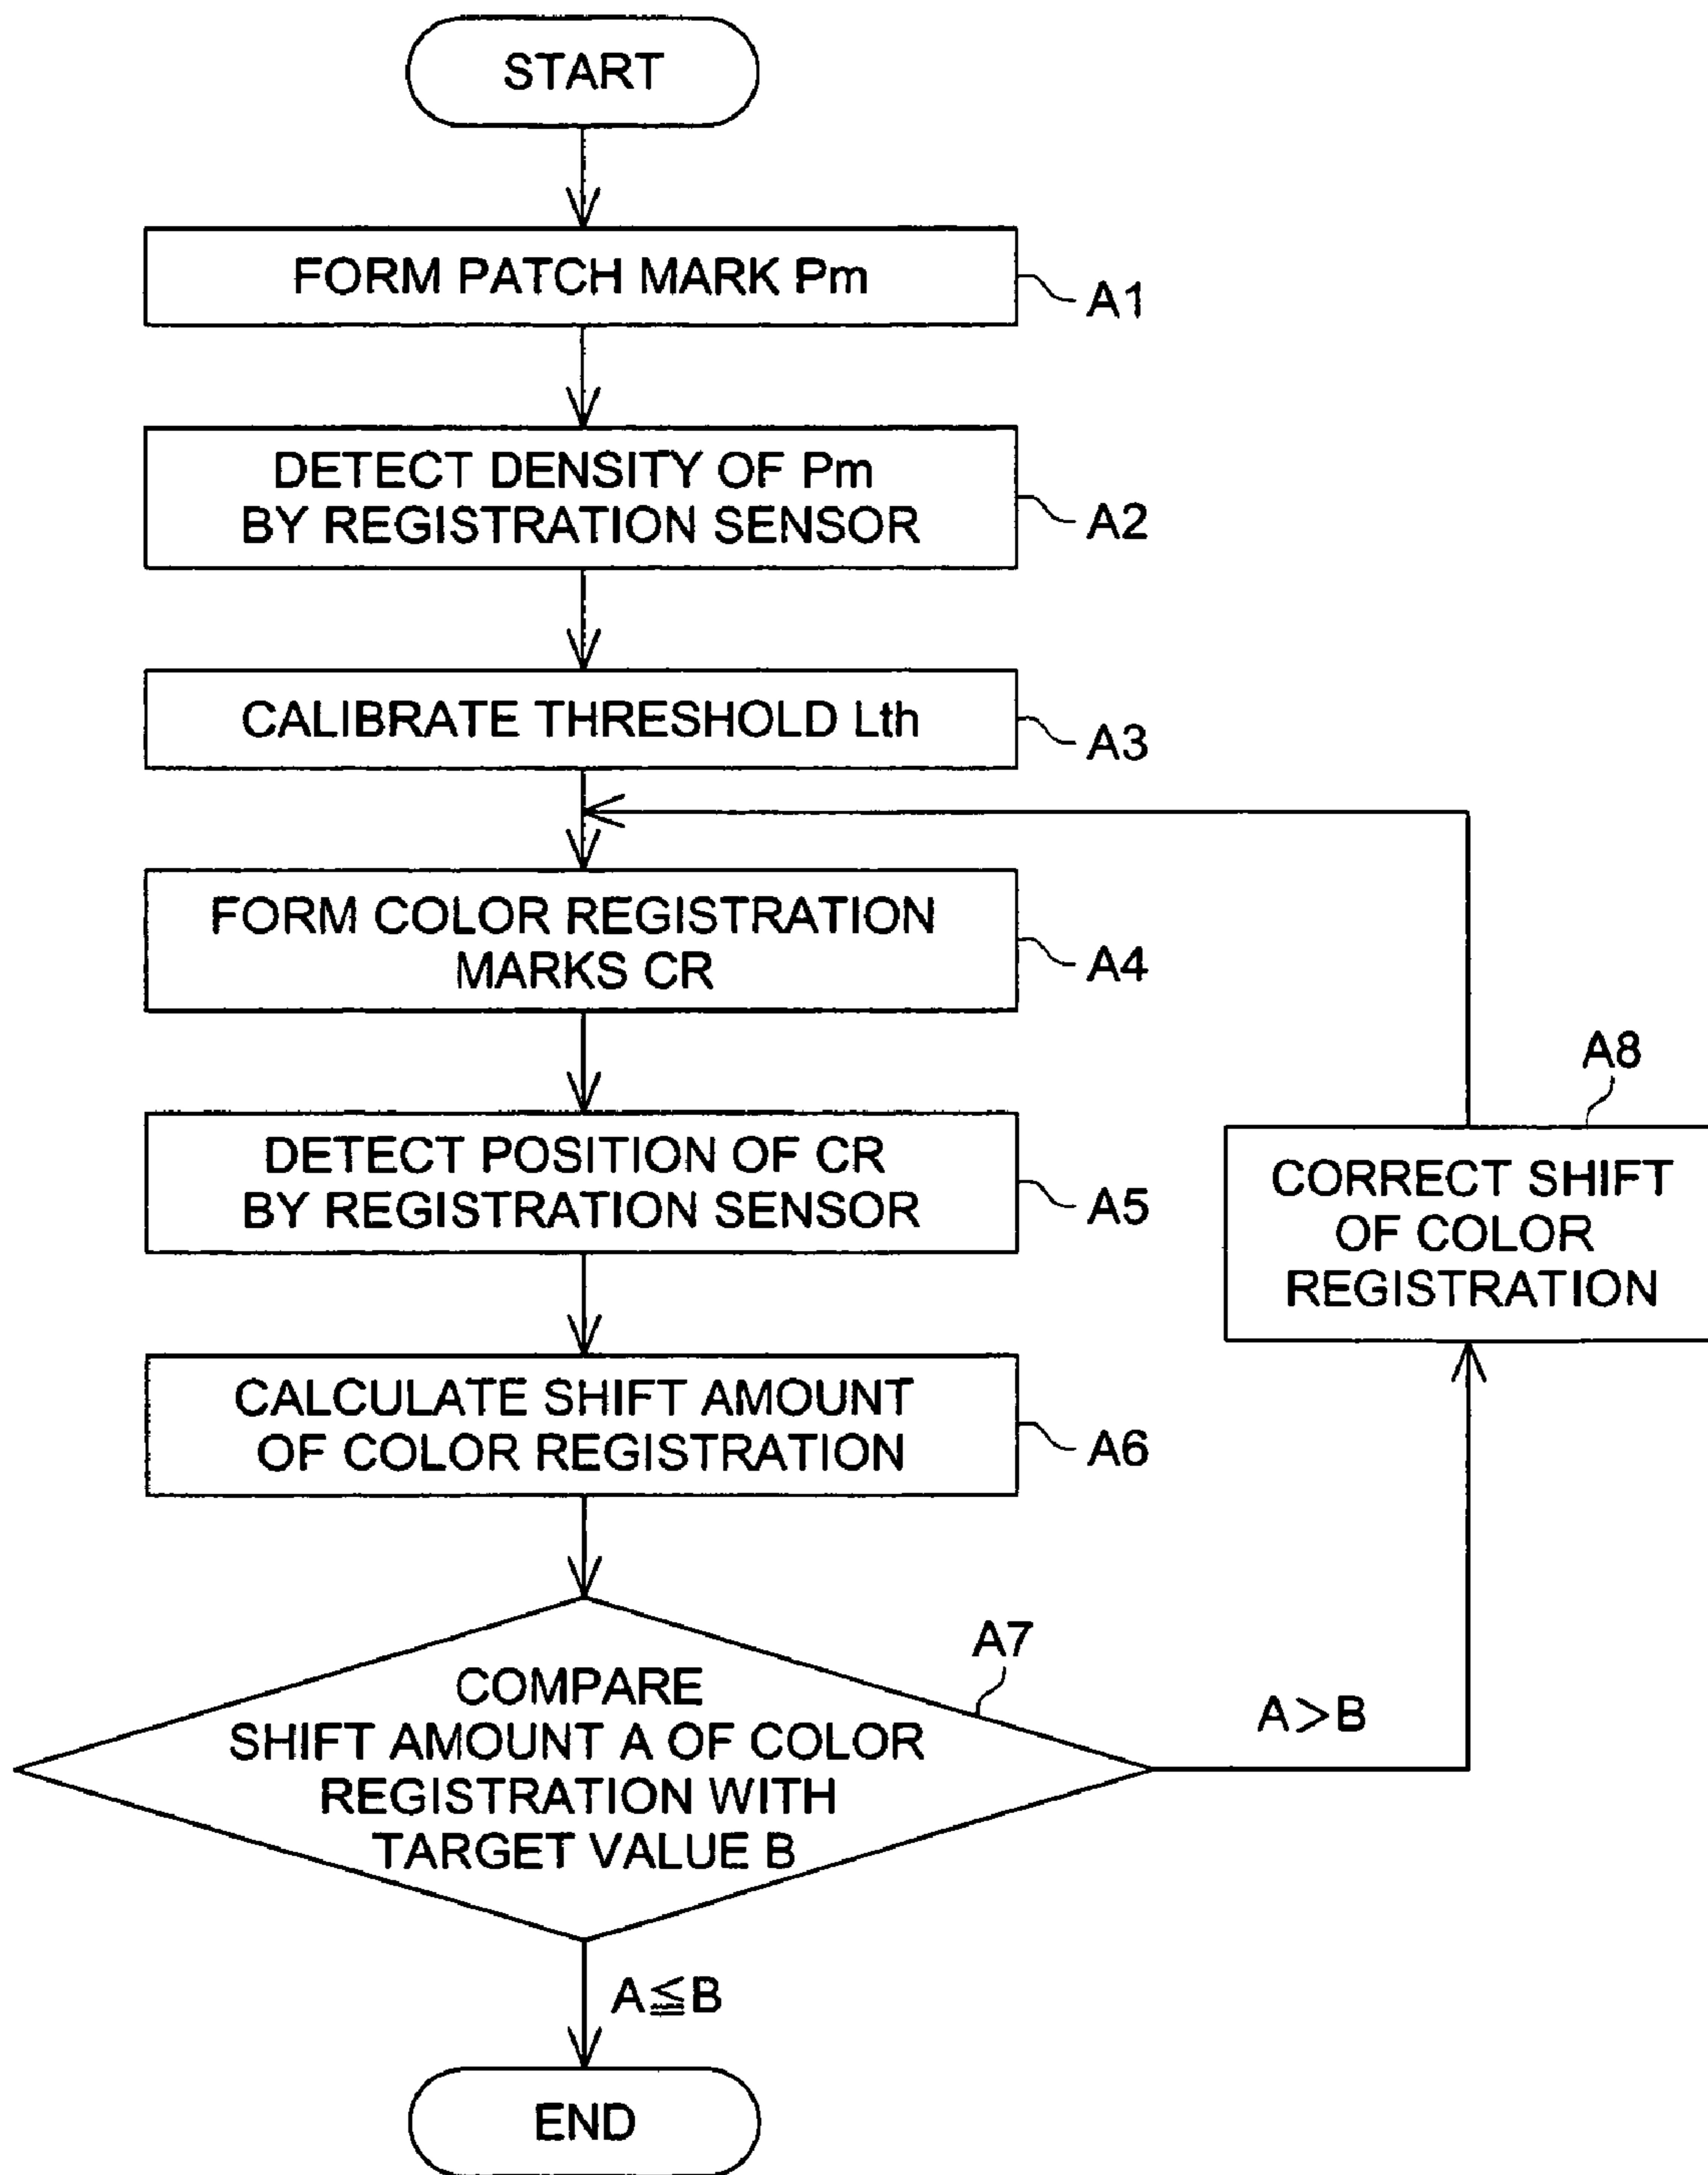 START
FORM PATCH MARK Pm
A1
DETECT DENSITY OF Pm
BY REGISTRATION SENSOR
A2
CALIBRATE THRESHOLD Lth
A3
FORM COLOR REGISTRATION
MARKS CR
A4
DETECT POSITION OF CR
BY REGISTRATION SENSOR
A5
A8
CORRECT SHIFT
OF COLOR
REGISTRATION
CALCULATE SHIFT AMOUNT
OF COLOR REGISTRATION
A6
A7
COMPARE
SHIFT AMOUNT A OF COLOR
REGISTRATION WITH
TARGET VALUE B
A>B
A≦B
END